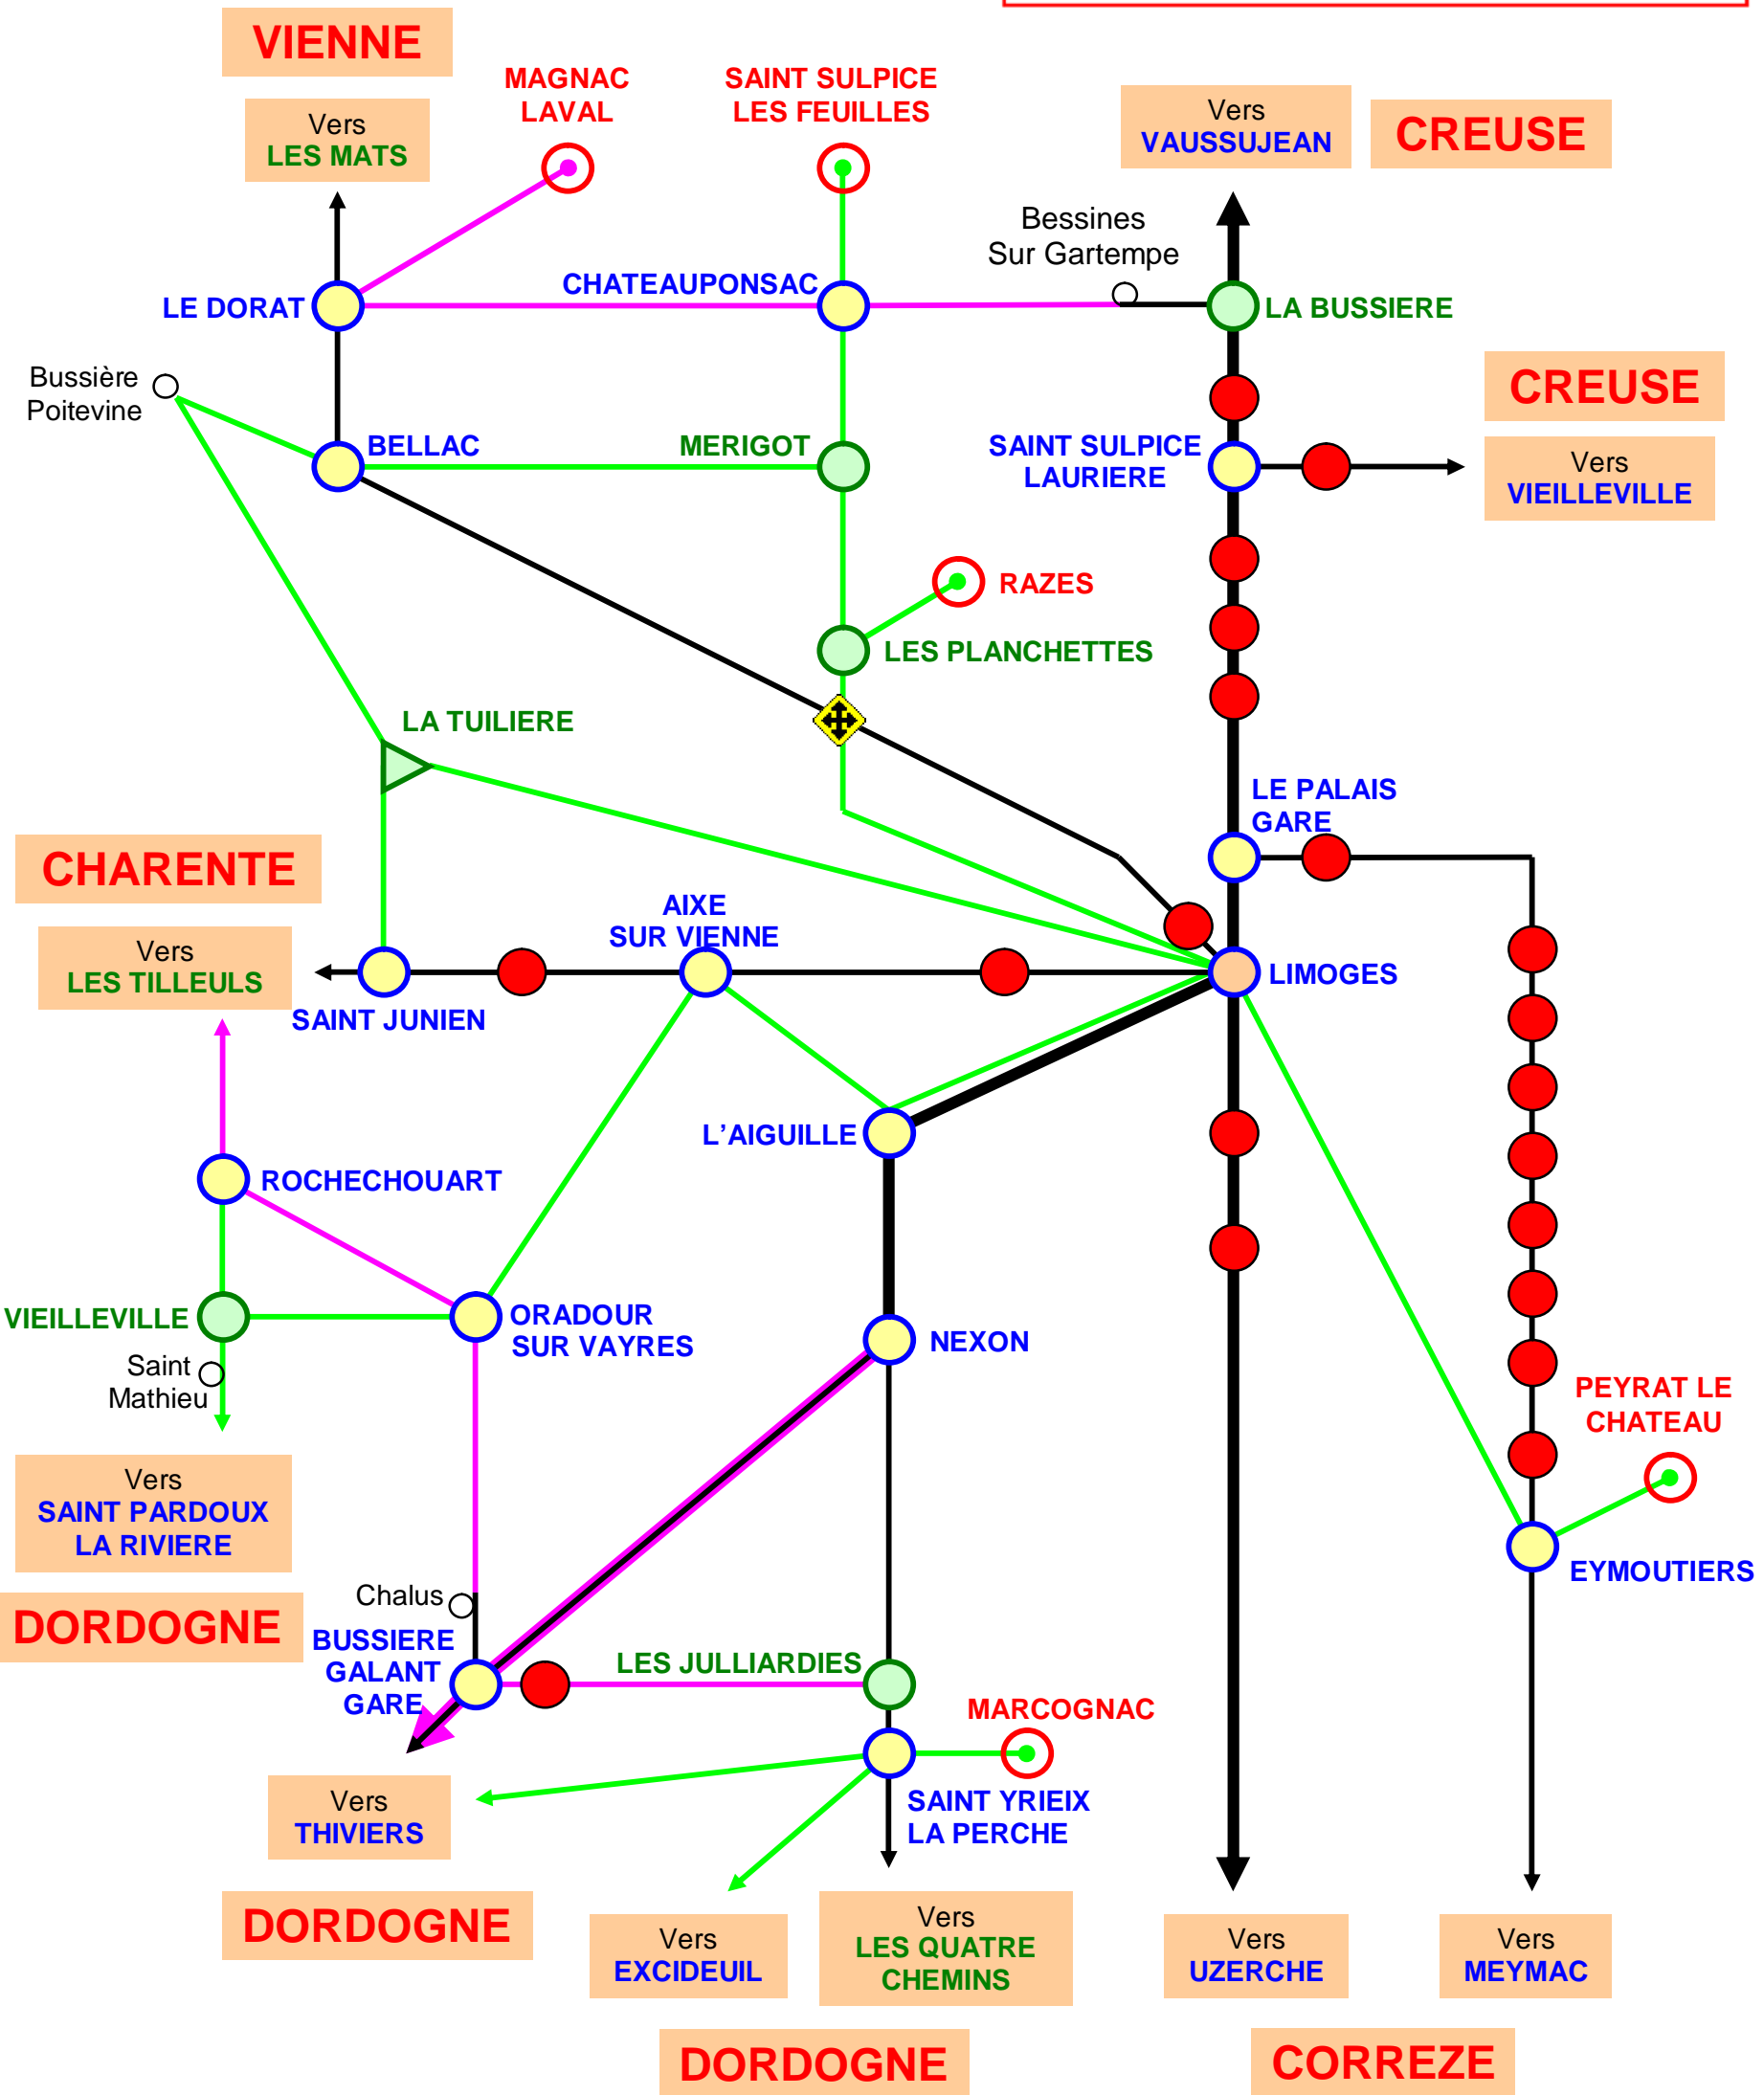 VIENNE
Vers
LES MATS
MAGNAC
LAVAL
SAINT SULPICE
LES FEUILLES
Vers
VAUSSUJEAN
CREUSE
Bessines
Sur Gartempe
LE DORAT
CHATEAUPONSAC
LA BUSSIERE
Bussière
Poitevine
CREUSE
BELLAC
MERIGOT
SAINT SULPICE
LAURIERE
Vers
VIEILLEVILLE
RAZES
LES PLANCHETTES
LA TUILIERE
LE PALAIS
GARE
CHARENTE
Vers
LES TILLEULS
AIXE
SUR VIENNE
SAINT JUNIEN
LIMOGES
L’AIGUILLE
ROCHECHOUART
VIEILLEVILLE
ORADOUR
SUR VAYRES
NEXON
Saint
Mathieu
PEYRAT LE
CHATEAU
Vers
SAINT PARDOUX
LA RIVIERE
EYMOUTIERS
DORDOGNE
Chalus
BUSSIERE
GALANT
GARE
LES JULLIARDIES
MARCOGNAC
Vers
THIVIERS
SAINT YRIEIX
LA PERCHE
DORDOGNE
Vers
EXCIDEUIL
Vers
LES QUATRE
CHEMINS
Vers
UZERCHE
Vers
MEYMAC
DORDOGNE
CORREZE